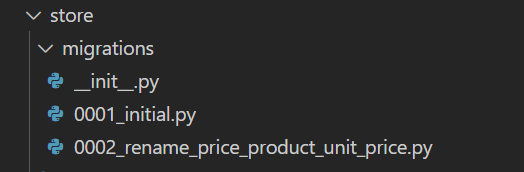 store
migrations
__init__.py
0001_initial.py
0002_rename_price_product_unit_price.py